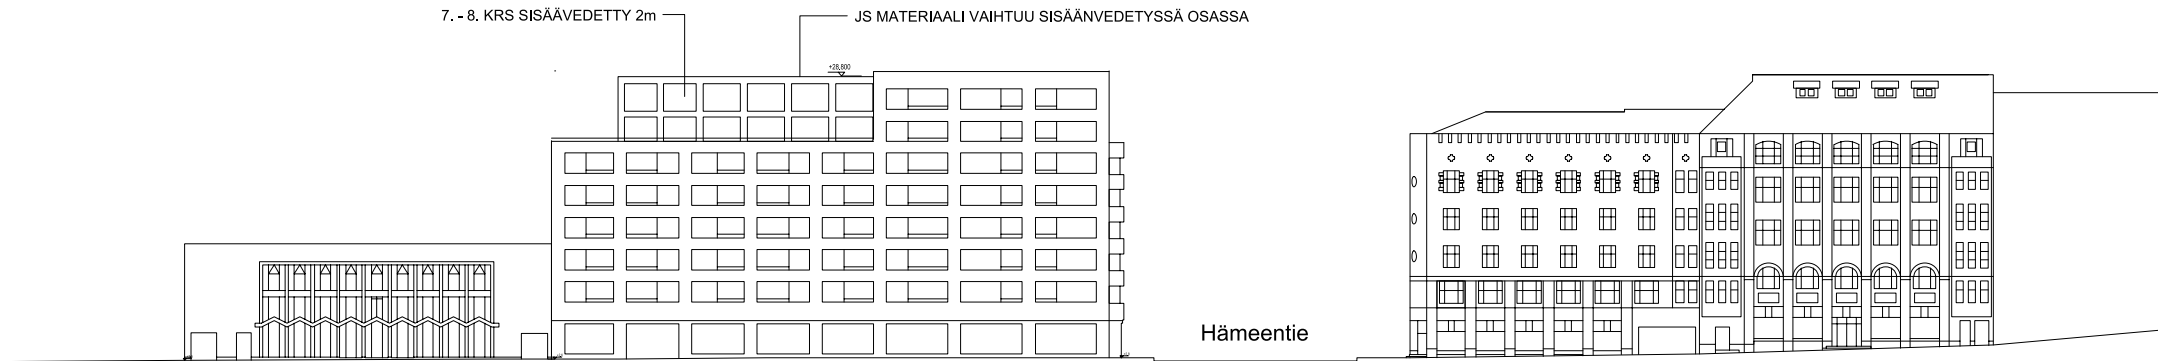 7. - 8. KRS SISÄÄVEDETTY 2m
JS MATERIAALI VAIHTUU SISÄÄNVEDETYSSÄ OSASSA
+28,800
Hämeentie